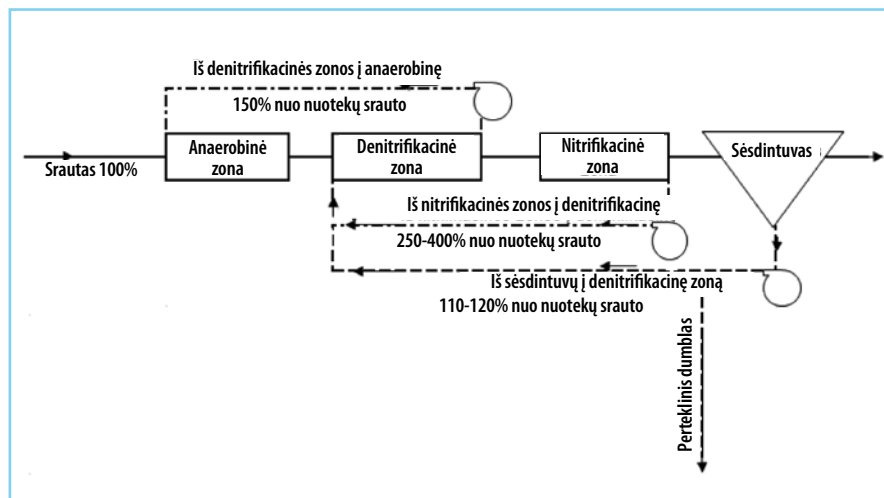 Iš denitrifikacinės zonos į anaerobinę
150% nuo nuotekų srauto
Anaerobinė
zona
Denitrifikacinė
zona
Nitrifikacinė
zona
Sėsdintuvas
Srautas 100%
Iš nitrifikacinės zonos į denitrifikacinę
250-400% nuo nuotekų srauto
Iš sėsdintuvų į denitrifikacinę zoną
110-120% nuo nuotekų srauto
Perteklinis dumblas